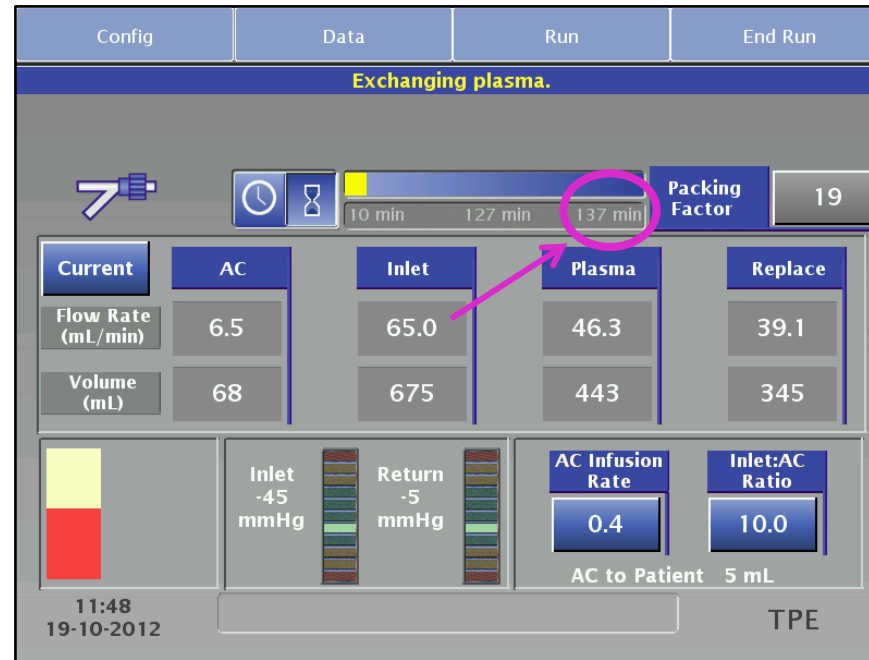 Config Data Run End Run
Exchanging plasma.
10 min 127 min 137 min
Packing
Factor
19
Current AC Inlet Plasma Replace
Flow Rate
(mL/min)
6.5 65.0 46.3 39.1
Volume
(mL)
68 675 443 345
Inlet
-45
mmHg
Return
-5
mmHg
AC Infusion
Rate
0.4
Inlet:AC
Ratio
10.0
AC to Patient 5 mL
11:48
19-10-2012
TPE